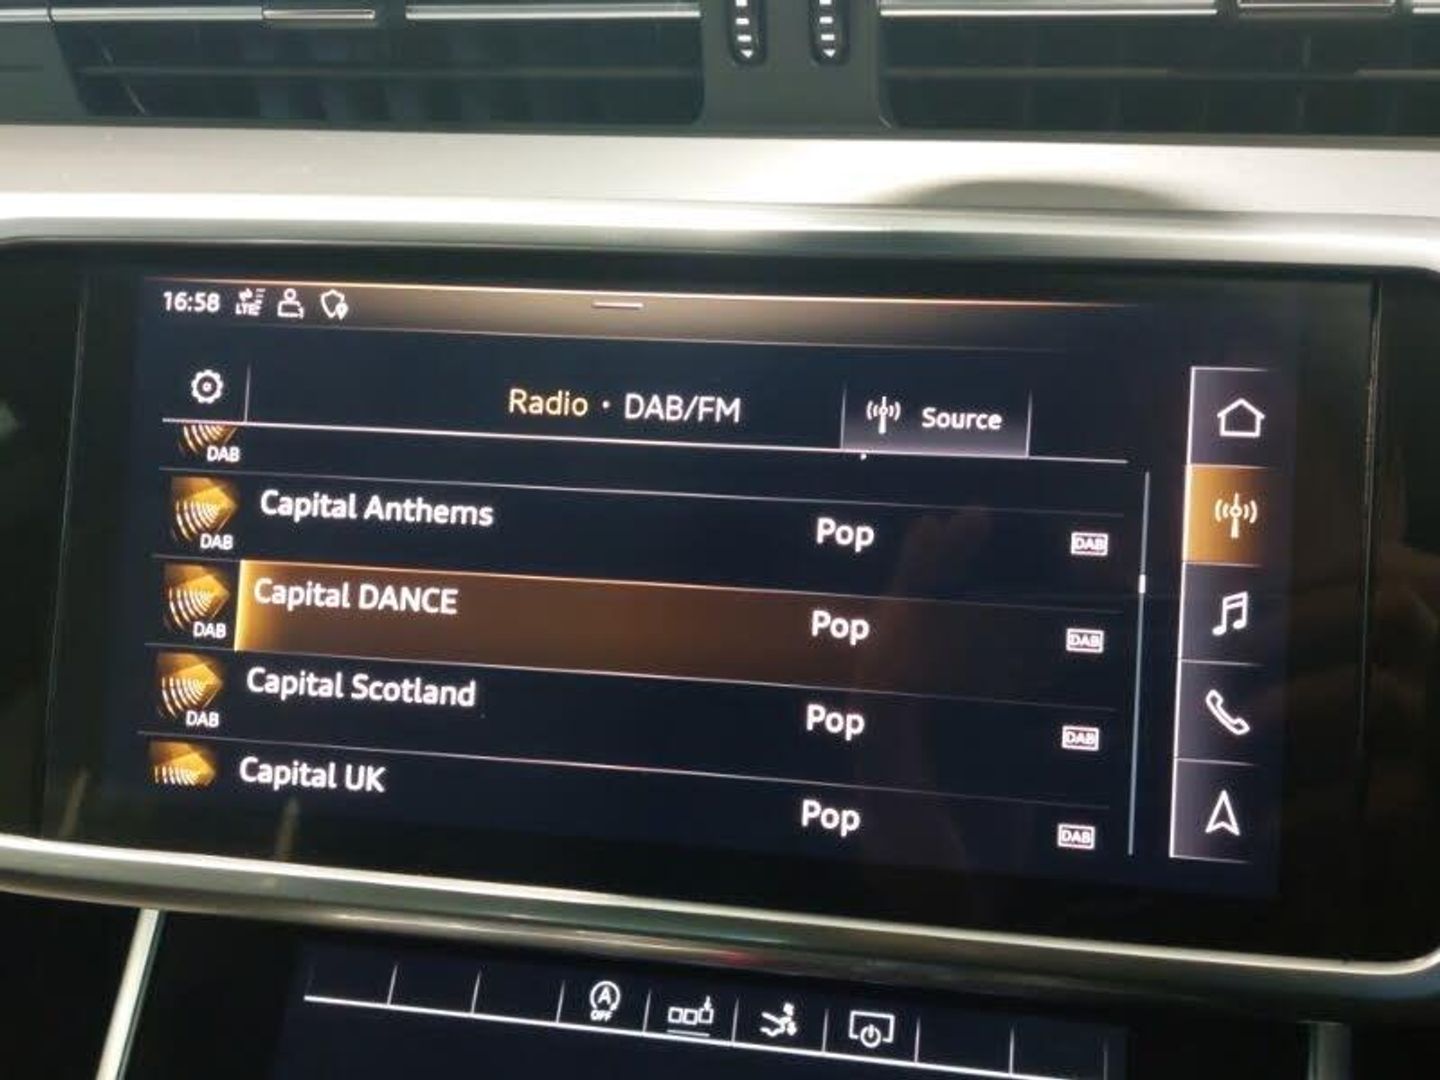 16:58 LTE
Radio · DAB/FM
Source
DAB
Capital Anthems Pop DAB
DAB
Capital DANCE Pop DAB
DAB
Capital Scotland Pop DAB
DAB
Capital UK Pop DAB
A
OFF